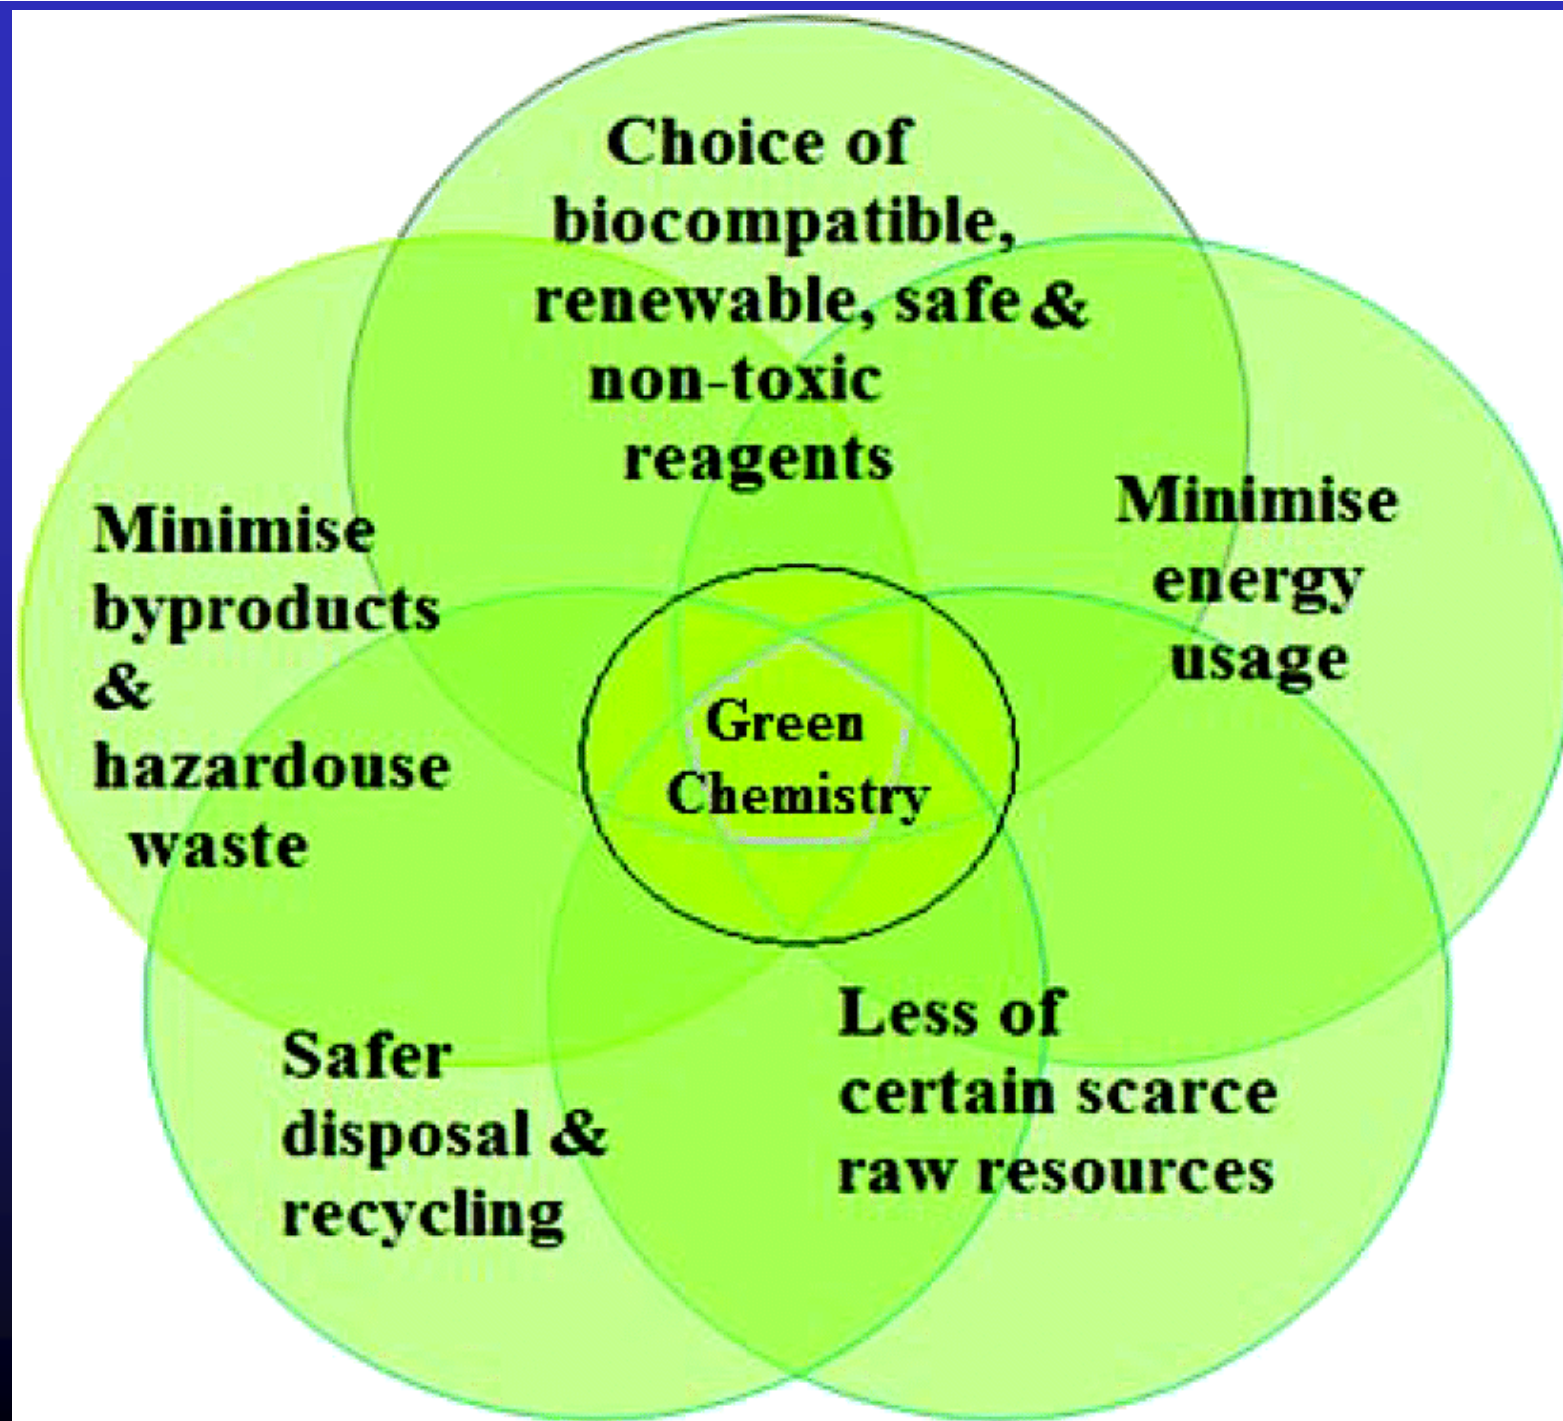 Choice of
biocompatible,
renewable, safe &
non-toxic
reagents
Minimise
byproducts
&
hazardouse
waste
Minimise
energy
usage
Green
Chemistry
Safer
disposal &
recycling
Less of
certain scarce
raw resources